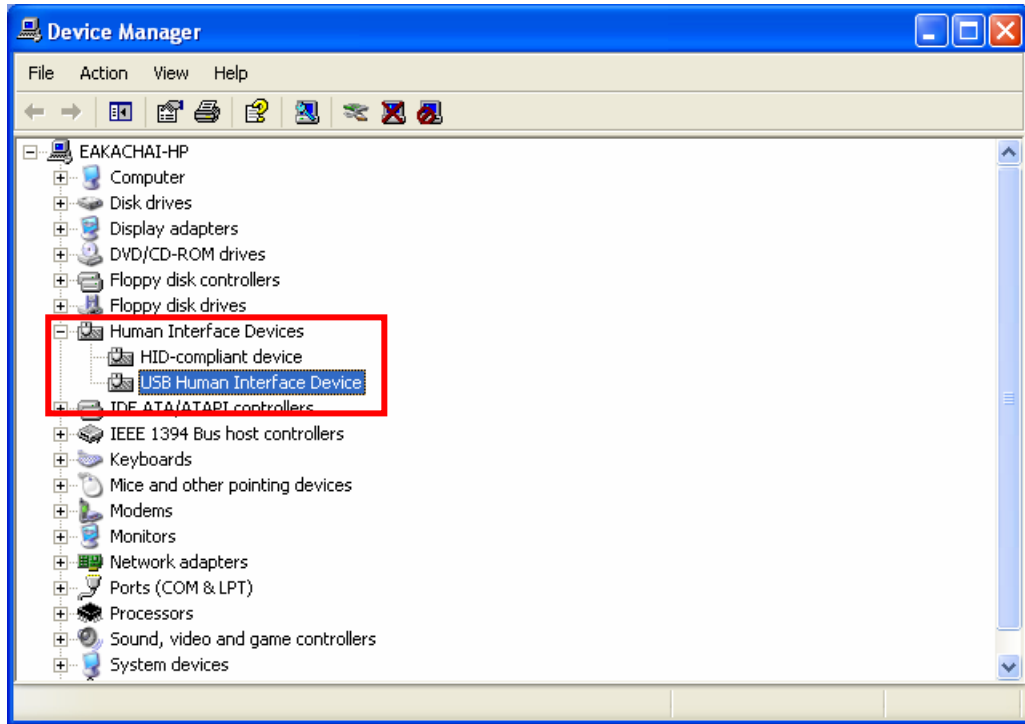 Device Manager
File Action View Help
EAKACHAI-HP
Computer
Disk drives
Display adapters
DVD/CD-ROM drives
Floppy disk controllers
Floppy disk drives
Human Interface Devices
HID-compliant device
USB Human Interface Device
IDE ATA/ATAPI controllers
IEEE 1394 Bus host controllers
Keyboards
Mice and other pointing devices
Modems
Monitors
Network adapters
Ports (COM & LPT)
Processors
Sound, video and game controllers
System devices